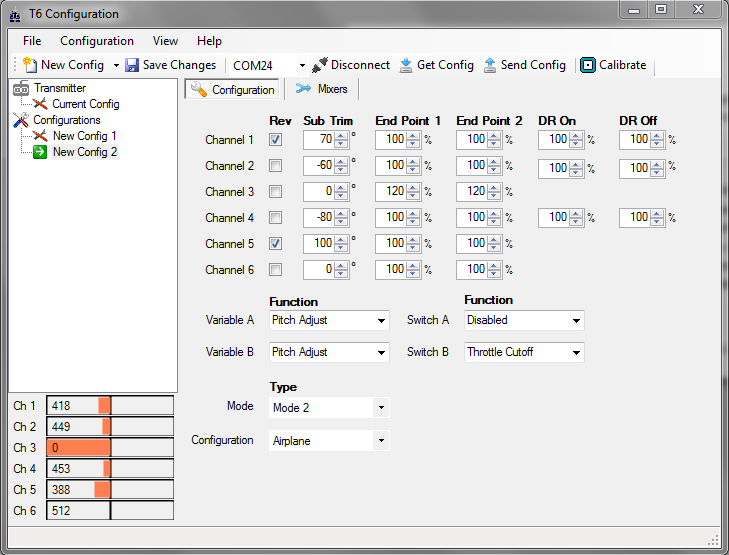 T6 Configuration
File Configuration View Help
New Config Save Changes COM24 Disconnect Get Config Send Config Calibrate
Transmitter
Current Config
Configurations
New Config 1
New Config 2
Configuration Mixers
Rev Sub Trim End Point 1 End Point 2 DR On DR Off
Channel 1 70 ° 100 % 100 % 100 % 100 %
Channel 2 -60 ° 100 % 100 % 100 % 100 %
Channel 3 0 ° 120 % 120 %
Channel 4 -80 ° 100 % 100 % 100 % 100 %
Channel 5 100 ° 100 % 100 %
Channel 6 0 ° 100 % 100 %
Function Function
Variable A Pitch Adjust Switch A Disabled
Variable B Pitch Adjust Switch B Throttle Cutoff
Type
Mode Mode 2
Configuration Airplane
Ch 1 418
Ch 2 449
Ch 3 0
Ch 4 453
Ch 5 388
Ch 6 512